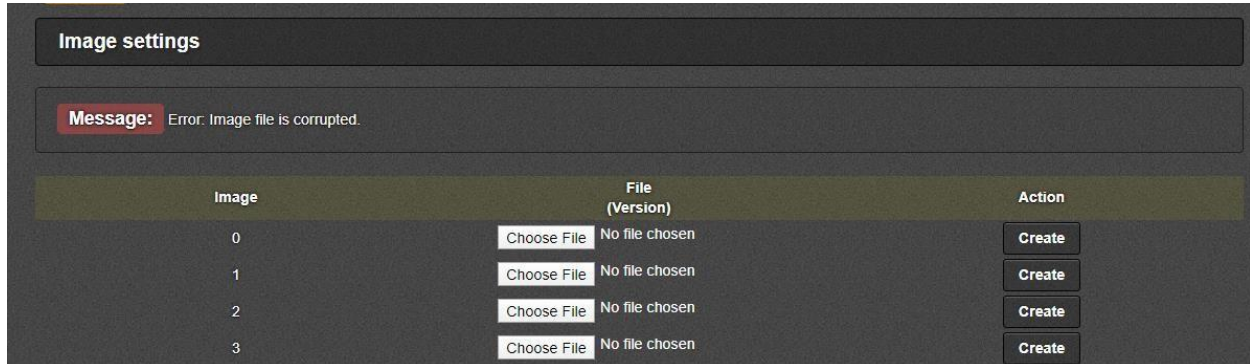 Image settings
Message: Error: Image file is corrupted.
Image File (Version) Action
0 Choose File No file chosen Create
1 Choose File No file chosen Create
2 Choose File No file chosen Create
3 Choose File No file chosen Create